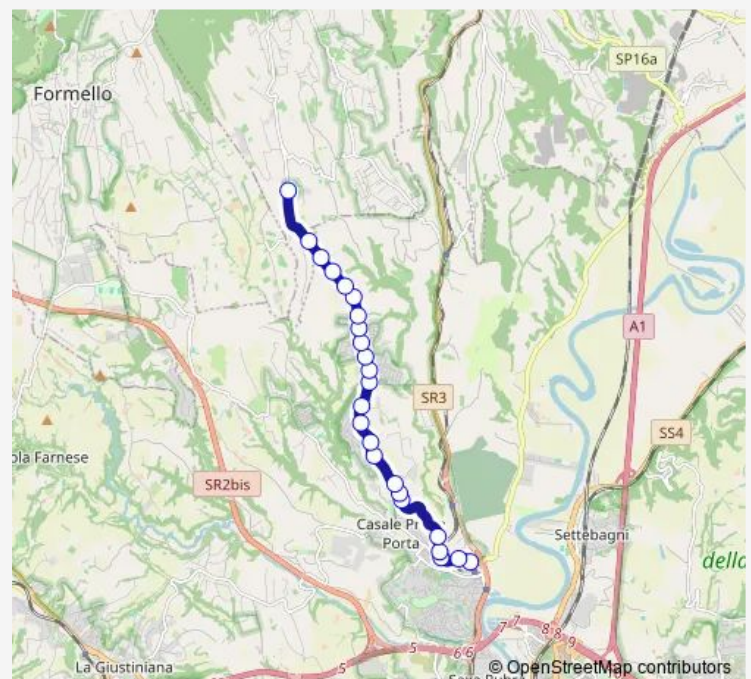 SP16a
Formello
A1
SR3
SS4
ola Farnese
SR2bis
Casale Pr
Porta
Settebagni
della
7 7
8 8 9
6 6
5
5
La Giustiniana
© OpenStreetMap contributors